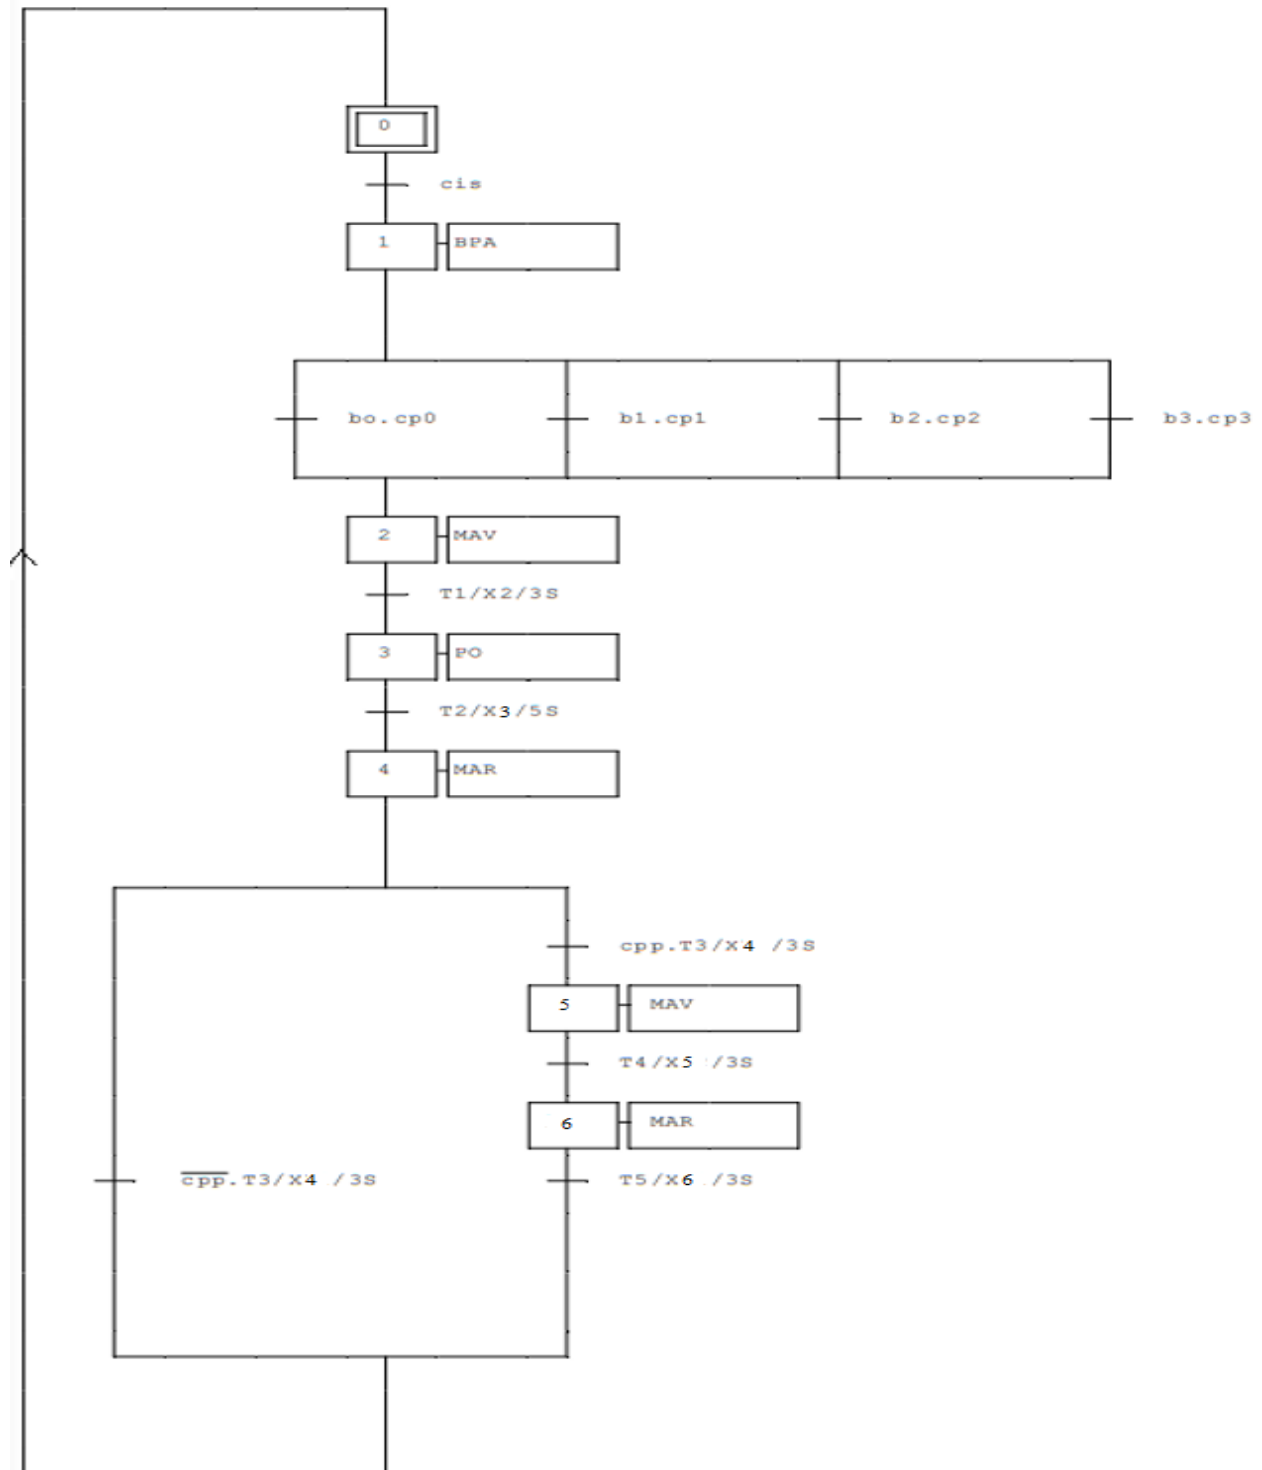 0
cis
1 BPA
bo.cp0 b1.cp1 b2.cp2 b3.cp3
2 MAV
T1/X2/3S
3 PO
T2/X3/5S
4 MAR
cpp.T3/X4 /3S
5 MAV
T4/X5 /3S
6 MAR
c̅p̅p̅.T3/X4 /3S T5/X6 /3S